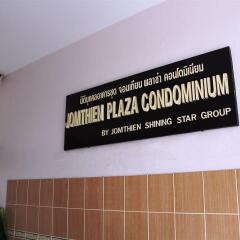 นิติบุคคลอาคารชุด จอมเทียน พลาซ่า คอนโดมิเนียม
JOMTHIEN PLAZA CONDOMINIUM
BY JOMTHIEN SHINING STAR GROUP